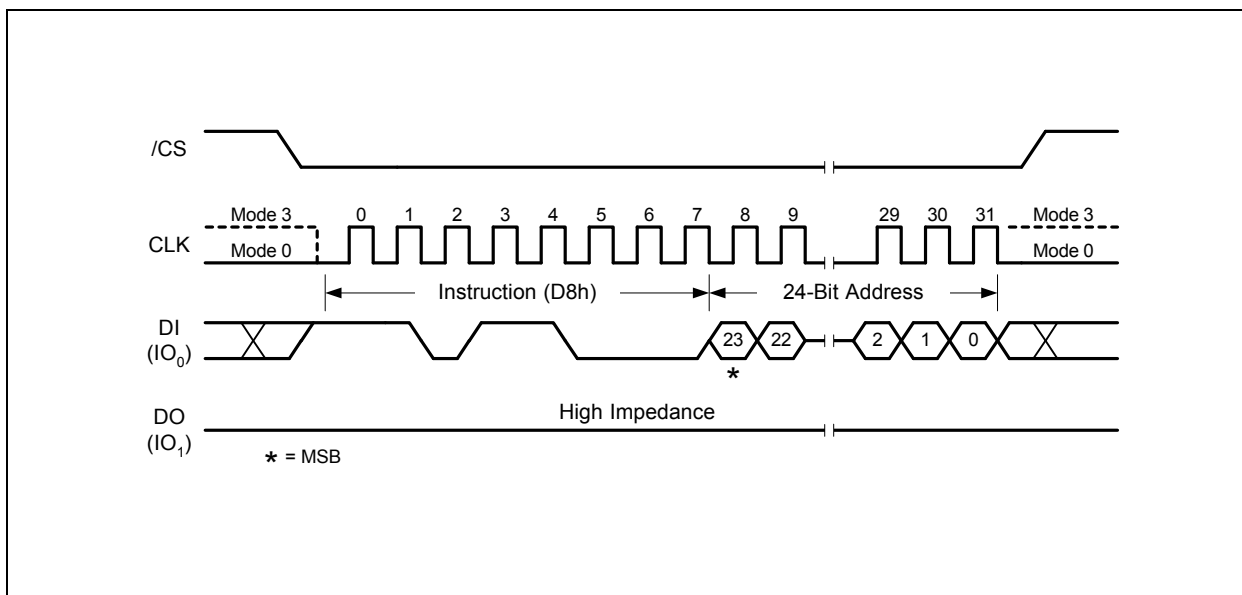 /CS
Mode 3 0 1 2 3 4 5 6 7 8 9 29 30 31 Mode 3
CLK Mode 0 Mode 0
Instruction (D8h) 24-Bit Address
DI
(IO0) 23 22 2 1 0
*
DO High Impedance
(IO1)
* = MSB